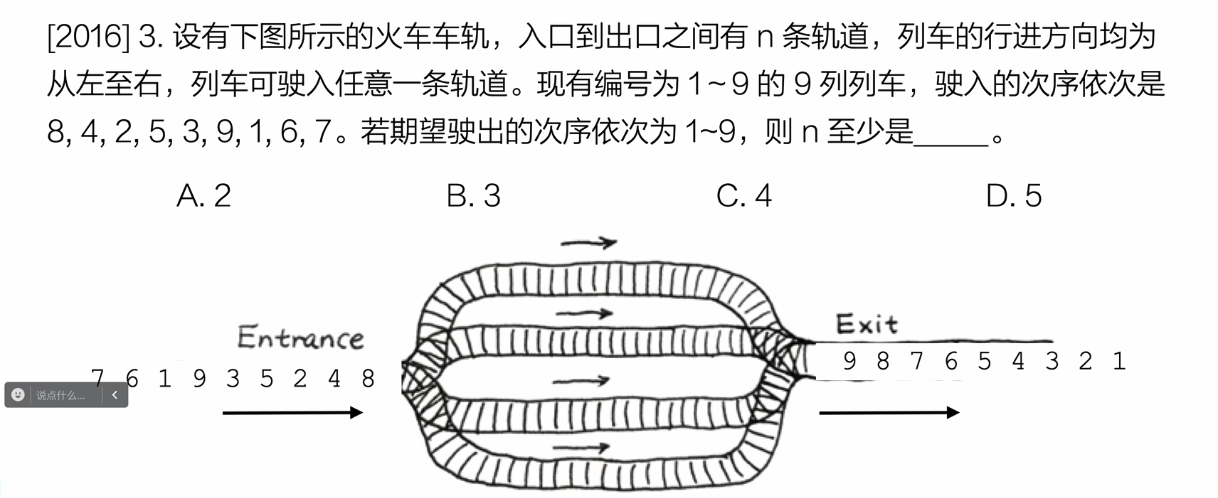 [2016] 3. 设有下图所示的火车车轨，入口到出口之间有 n 条轨道，列车的行进方向均为
从左至右，列车可驶入任意一条轨道。现有编号为 1~9 的 9 列列车，驶入的次序依次是
8, 4, 2, 5, 3, 9, 1, 6, 7。若期望驶出的次序依次为 1~9，则 n 至少是_____。
A. 2 B. 3 C. 4 D. 5
Entrance
Exit
7 6 1 9 3 5 2 4 8
9 8 7 6 5 4 3 2 1
说点什么...